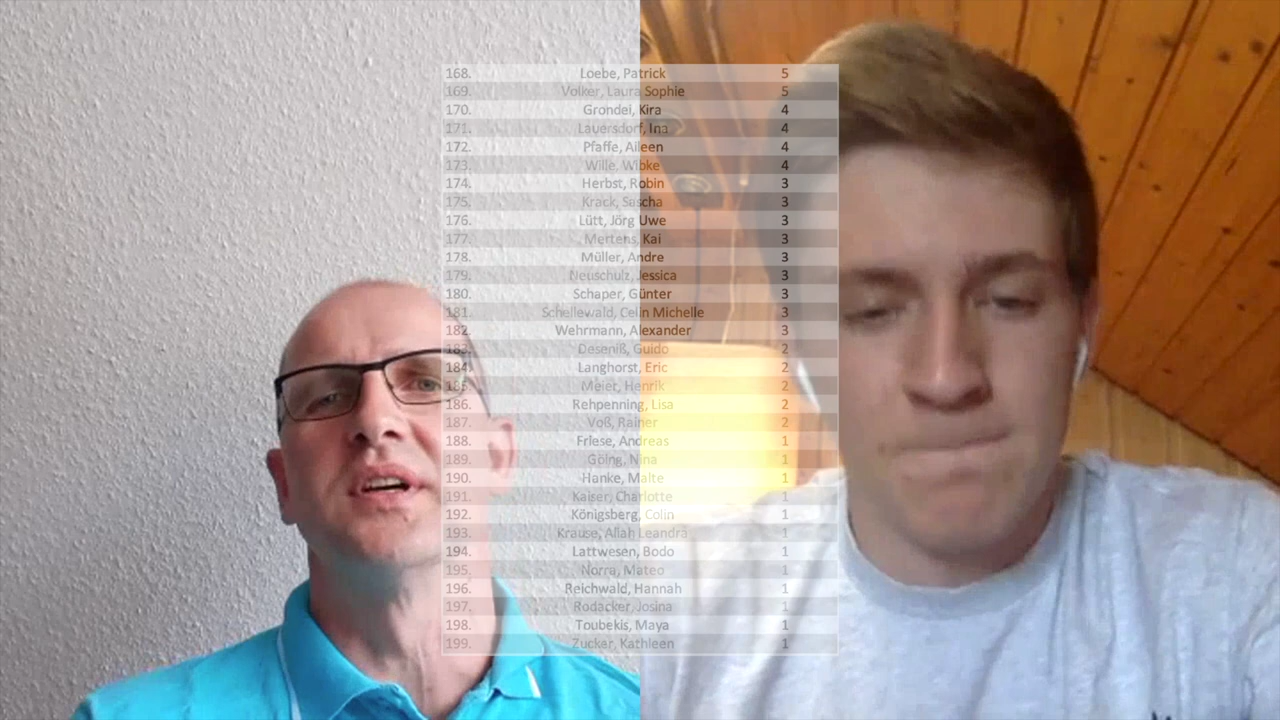 168. Loebe, Patrick 5
169. Volker, Laura Sophie 5
170. Grondei, Kira 4
171. Lauersdorf, Ina 4
172. Pfaffe, Aileen 4
173. Wille, Wibke 4
174. Herbst, Robin 3
175. Krack, Sascha 3
176. Lütt, Jörg Uwe 3
177. Mertens, Kai 3
178. Müller, Andre 3
179. Neuschulz, Jessica 3
180. Schaper, Günter 3
181. Schellewald, Celin Michelle 3
182. Wehrmann, Alexander 3
183. Deseniß, Guido 2
184. Langhorst, Eric 2
185. Meier, Henrik 2
186. Rehpenning, Lisa 2
187. Voß, Rainer 2
188. Friese, Andreas 1
189. Gölng, Nina 1
190. Hanke, Malte 1
191. Kaiser, Charlotte 1
192. Königsberg, Colin 1
193. Krause, Aliah Leandra 1
194. Lattwesen, Bodo 1
195. Norra, Mateo 1
196. Reichwald, Hannah 1
197. Rodacker, Josina 1
198. Toubekis, Maya 1
199. Zucker, Kathleen 1